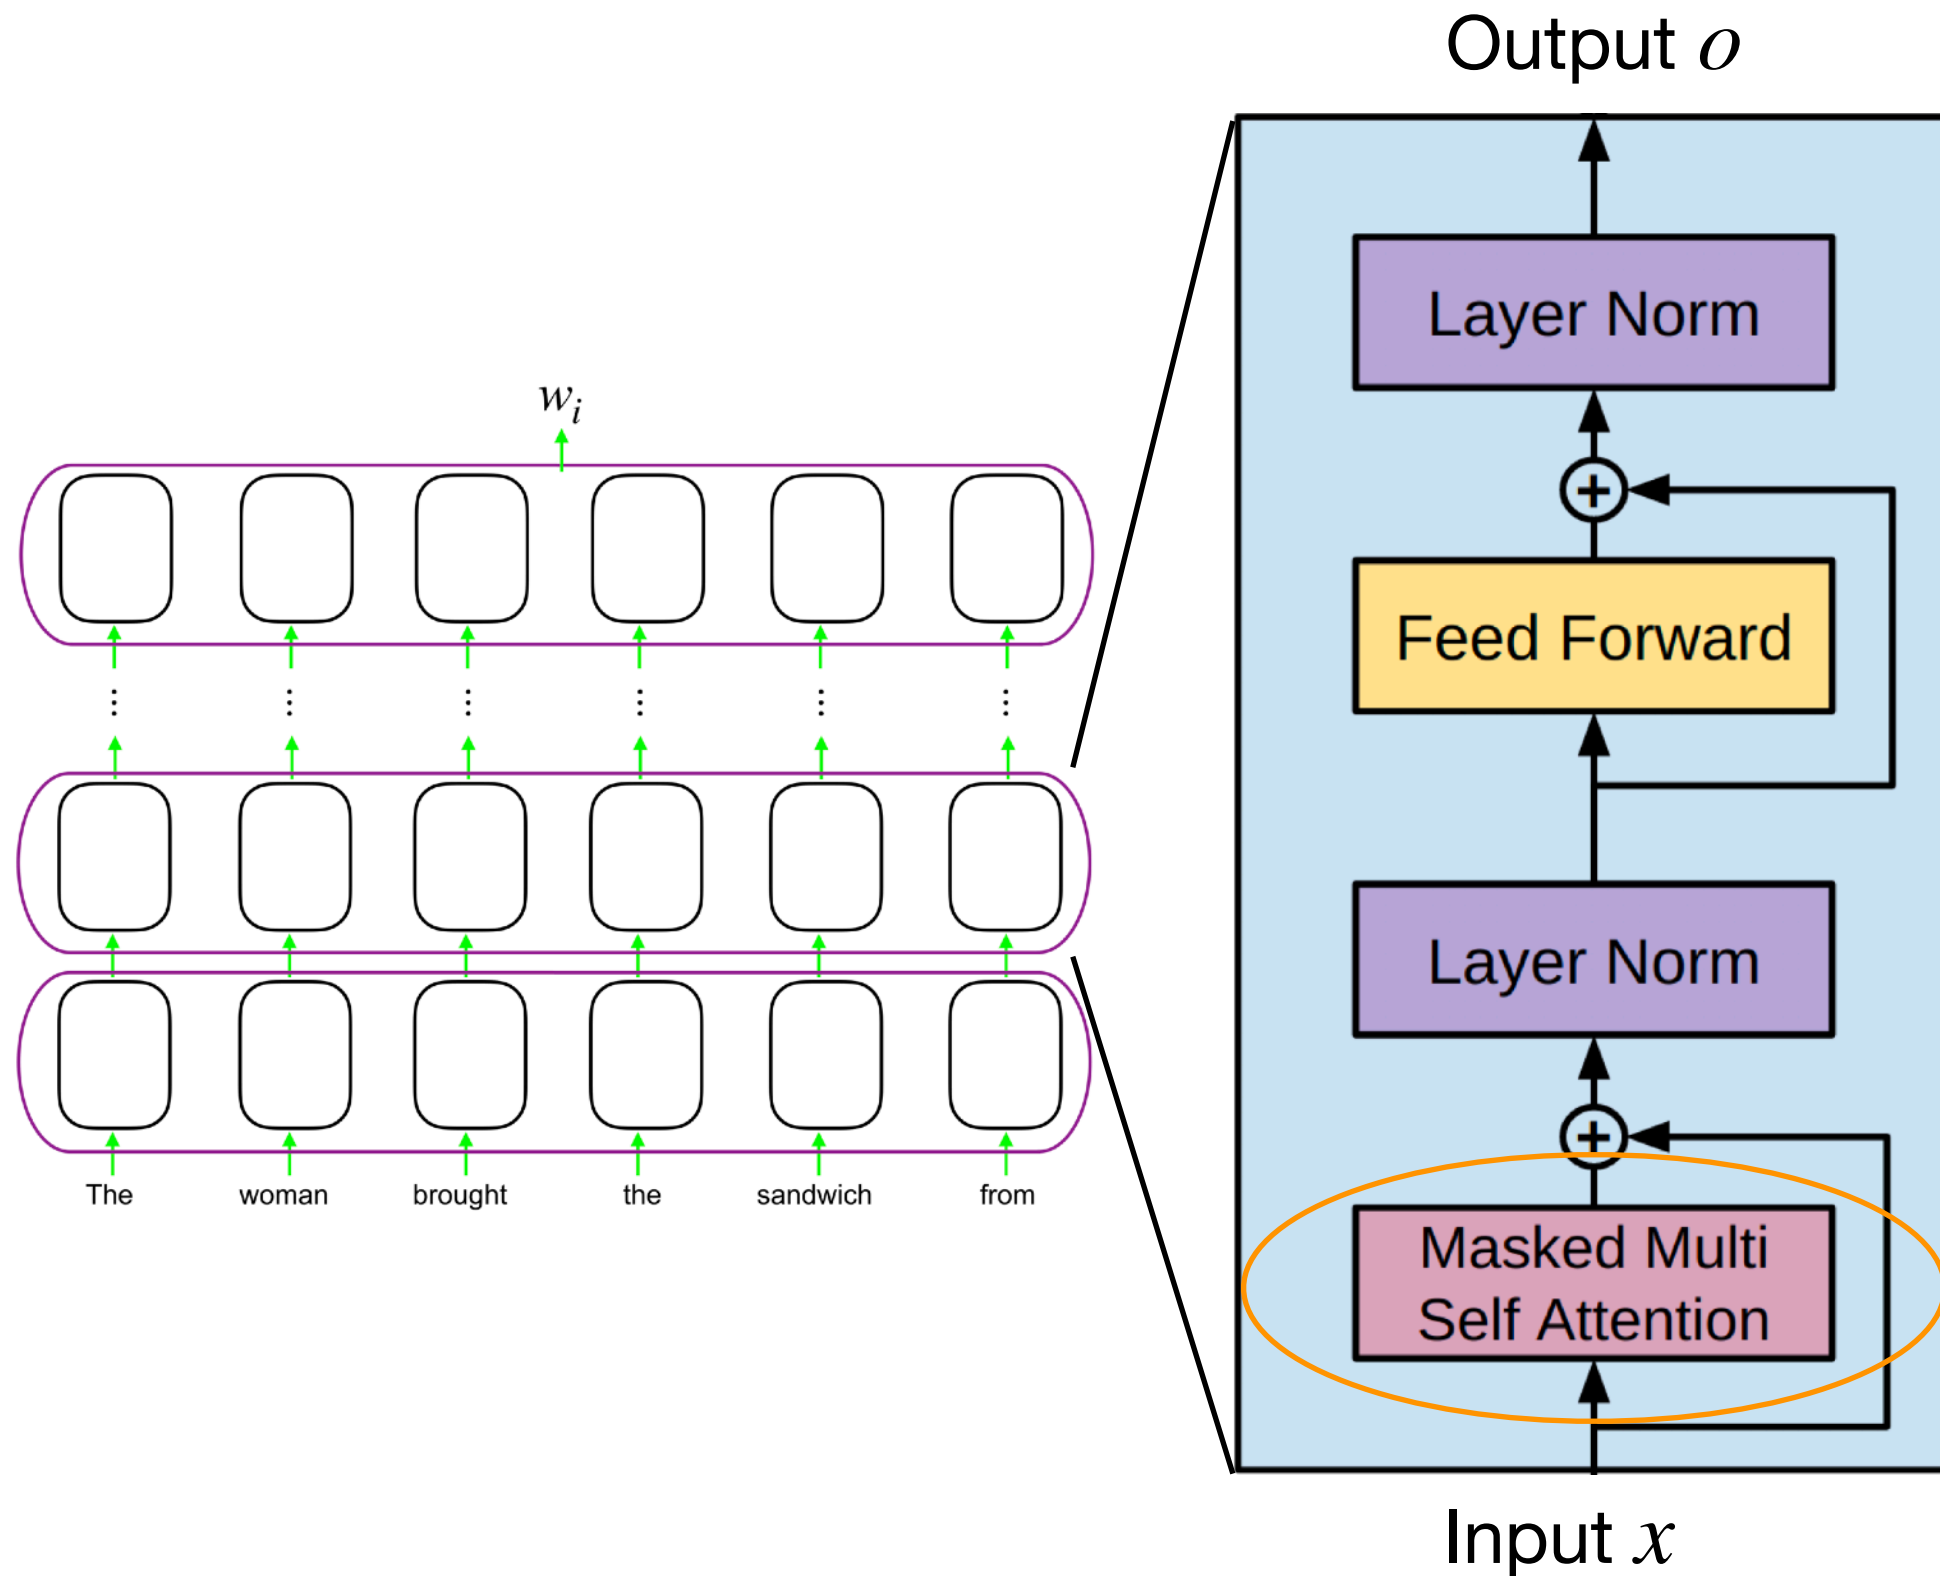 Output o
Layer Norm
+
Feed Forward
Layer Norm
+
Masked Multi
Self Attention
Input x
w_i
⋮ ⋮ ⋮ ⋮ ⋮ ⋮
The woman brought the sandwich from